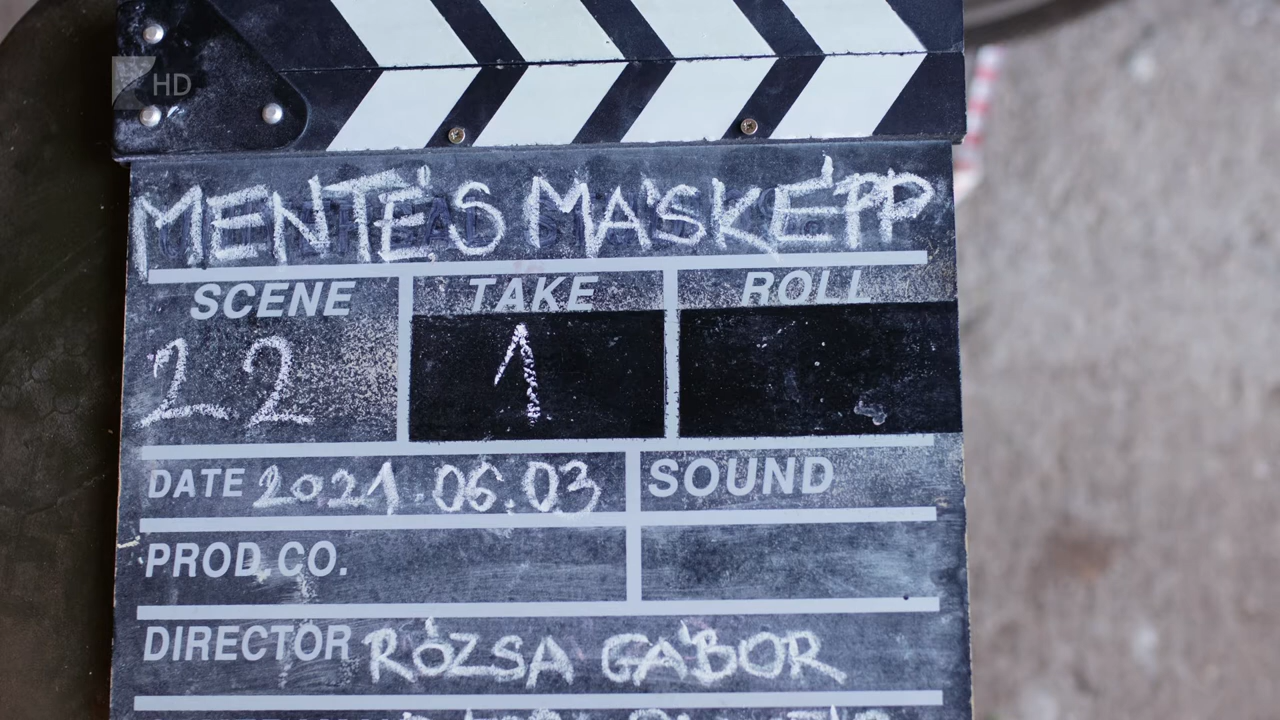 HD
MENTÉS MÁSKÉPP
SCENE TAKE ROLL
22 1
DATE 2021.06.03 SOUND
PROD.CO.
DIRECTOR RÓZSA GÁBOR